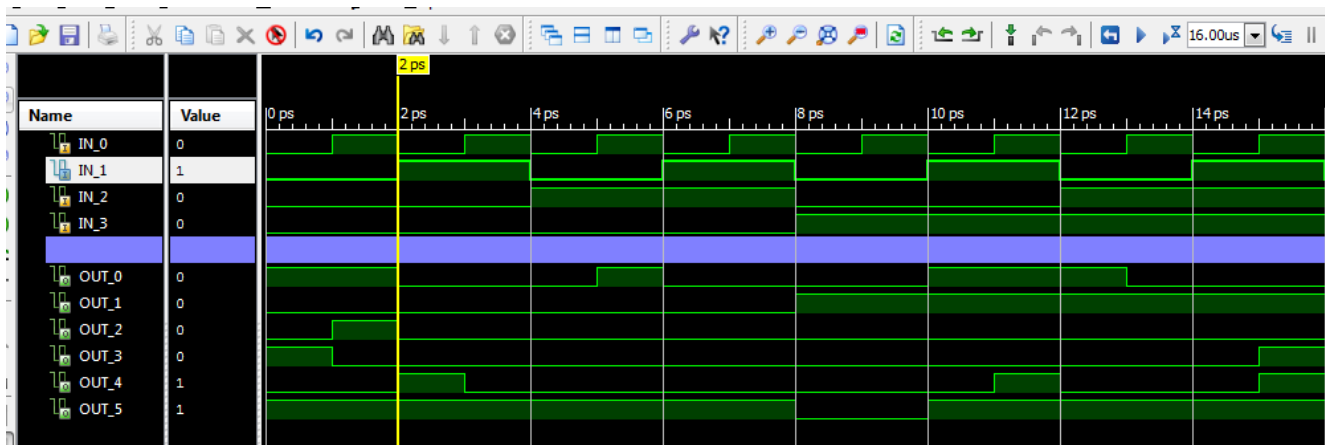 16.00us
2 ps
Name Value 0 ps 2 ps 4 ps 6 ps 8 ps 10 ps 12 ps 14 ps
IN_0 0
IN_1 1
IN_2 0
IN_3 0
OUT_0 0
OUT_1 0
OUT_2 0
OUT_3 0
OUT_4 1
OUT_5 1